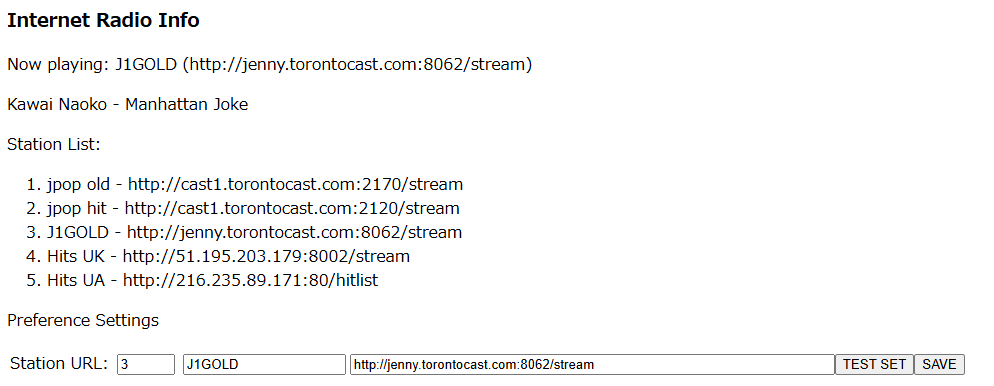 Internet Radio Info
Now playing: J1GOLD (http://jenny.torontocast.com:8062/stream)
Kawai Naoko - Manhattan Joke
Station List:
1. jpop old - http://cast1.torontocast.com:2170/stream
2. jpop hit - http://cast1.torontocast.com:2120/stream
3. J1GOLD - http://jenny.torontocast.com:8062/stream
4. Hits UK - http://51.195.203.179:8002/stream
5. Hits UA - http://216.235.89.171:80/hitlist
Preference Settings
Station URL: 3 J1GOLD http://jenny.torontocast.com:8062/stream TEST SET SAVE